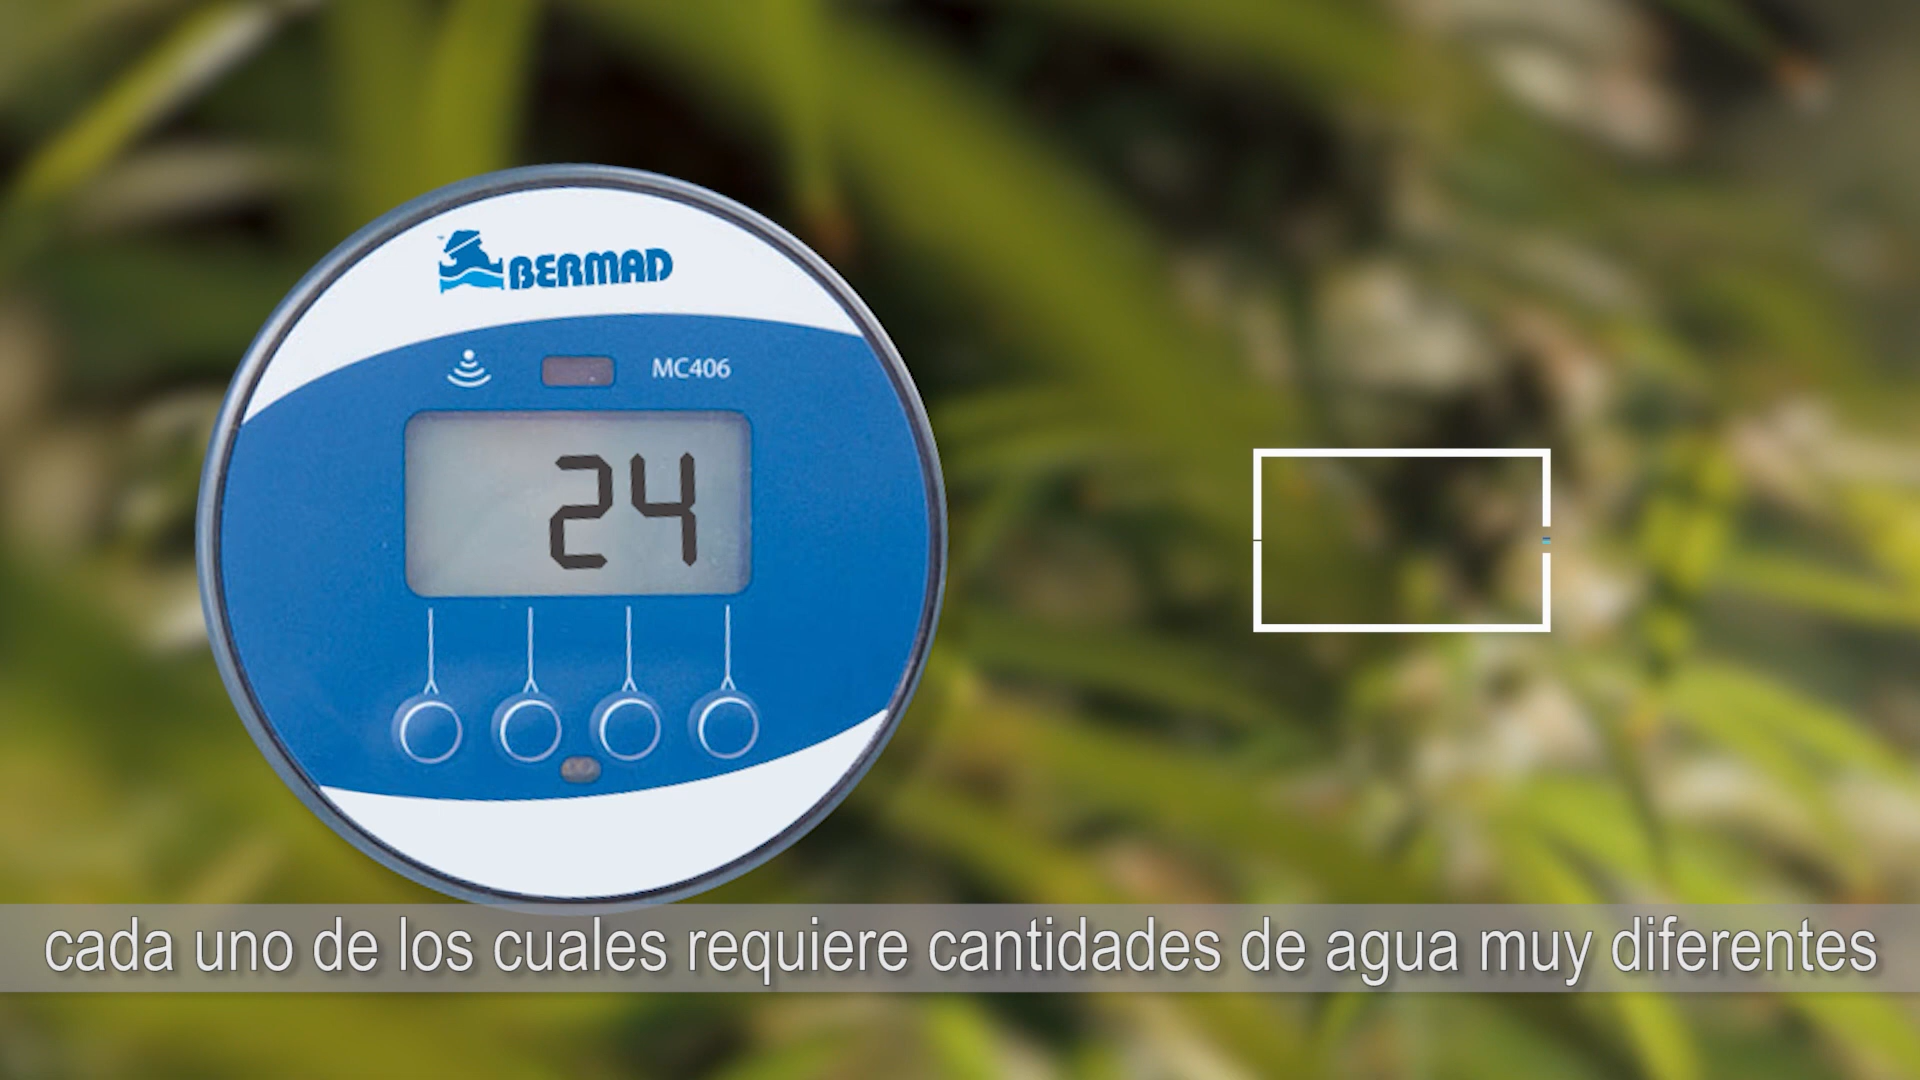 BERMAD
MC406
24
cada uno de los cuales requiere cantidades de agua muy diferentes